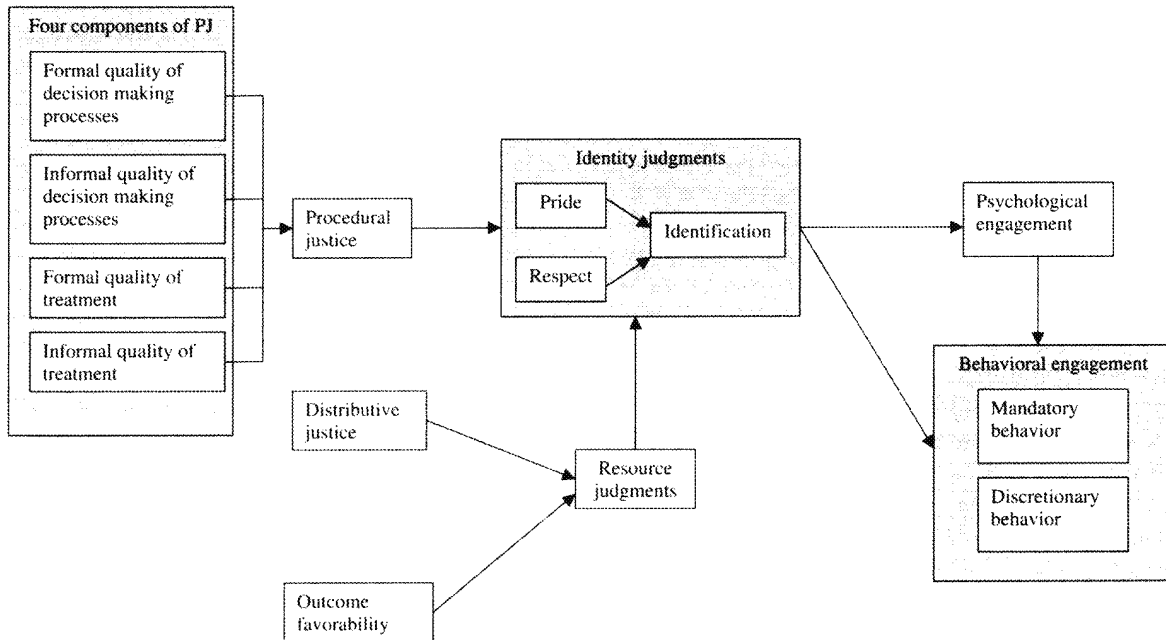 Four components of PJ
Formal quality of
decision making
processes
Informal quality of
decision making
processes
Formal quality of
treatment
Informal quality of
treatment
Procedural
justice
Distributive
justice
Outcome
favorability
Identity judgments
Pride
Respect
Identification
Resource
judgments
Psychological
engagement
Behavioral engagement
Mandatory
behavior
Discretionary
behavior